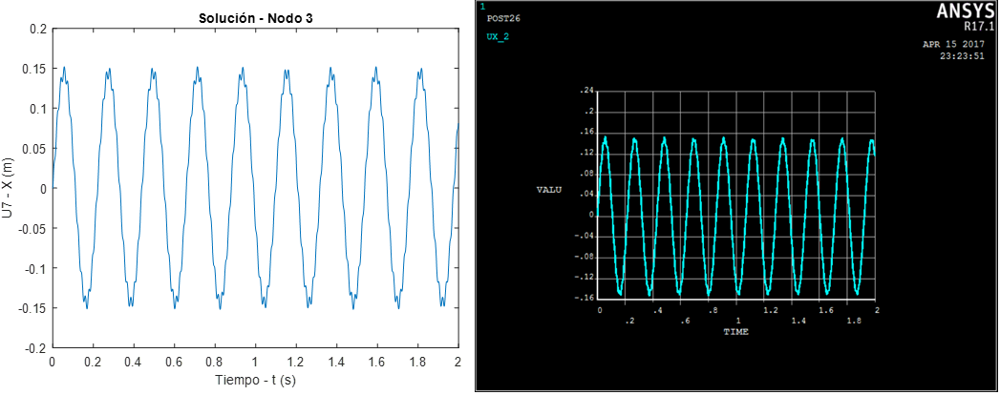 Solución - Nodo 3
0.2
0.15
0.1
0.05
0
-0.05
-0.1
-0.15
-0.2
U7 - X (m)
0 0.2 0.4 0.6 0.8 1 1.2 1.4 1.6 1.8 2
Tiempo - t (s)
1
POST26
UX_2
ANSYS
R17.1
APR 15 2017
23:23:51
.24
.2
.16
.12
.08
.04
0
-.04
-.08
-.12
-.16
VALU
0 .4 .8 1.2 1.6 2
.2 .6 1 1.4 1.8
TIME